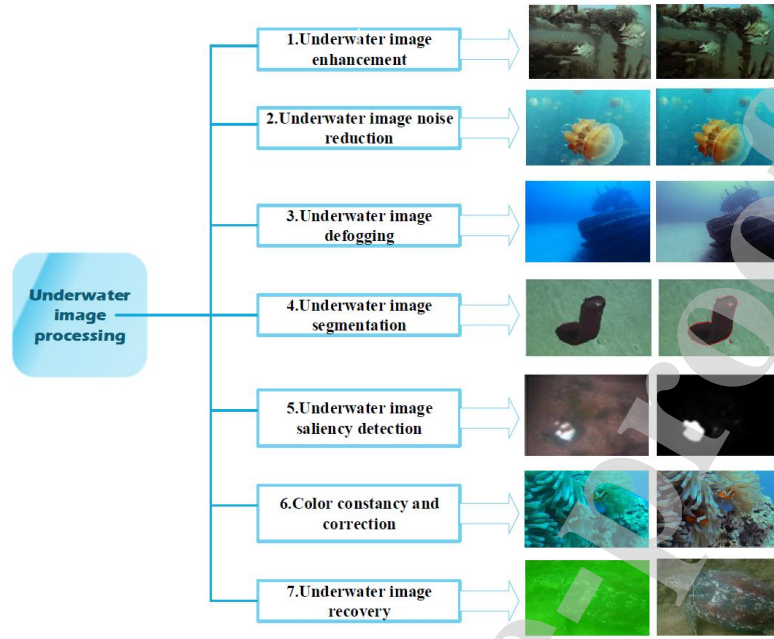 Underwater
image
processing
1.Underwater image
enhancement
2.Underwater image noise
reduction
3.Underwater image
defogging
4.Underwater image
segmentation
5.Underwater image
saliency detection
6.Color constancy and
correction
7.Underwater image
recovery